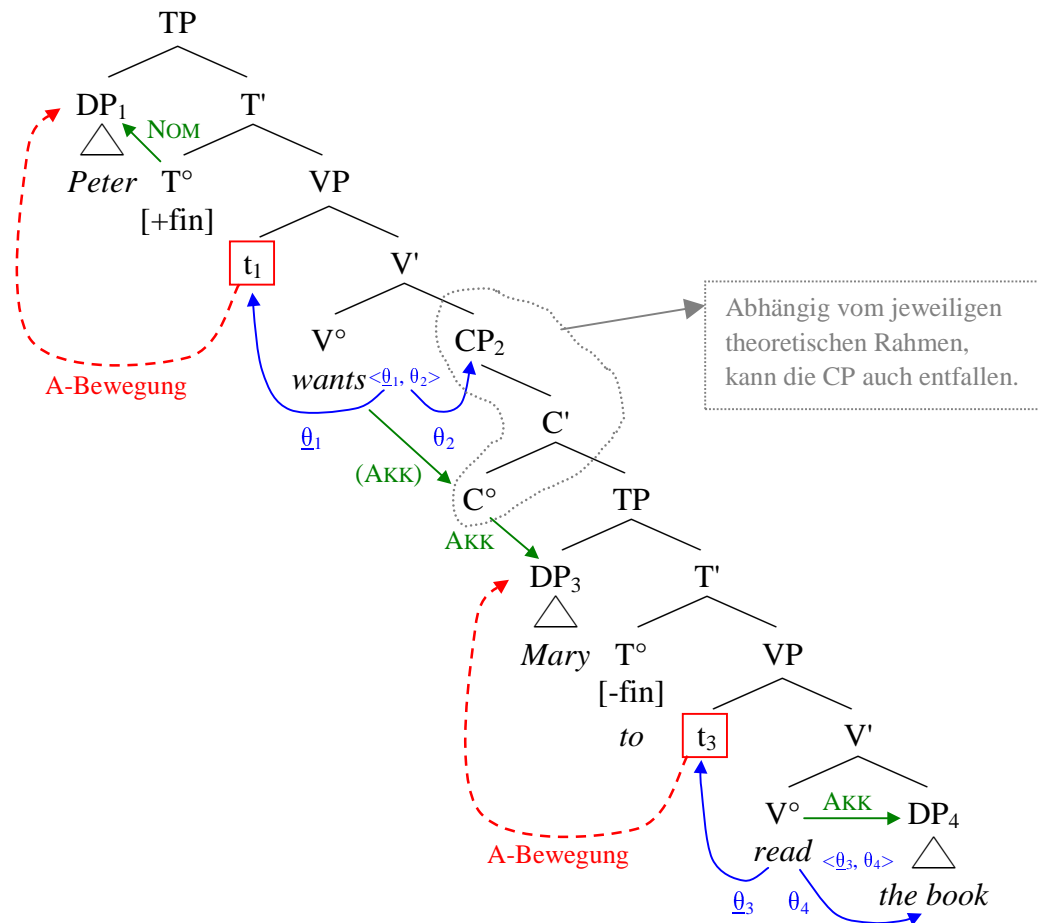 TP
DP₁ T'
NOM
Peter T° VP
[+fin]
t₁ V'
V° CP₂
Abhängig vom jeweiligen
theoretischen Rahmen,
kann die CP auch entfallen.
A-Bewegung wants <θ₁, θ₂>
θ₁ θ₂ C'
(AKK)
C° TP
AKK
DP₃ T'
Mary T° VP
[-fin]
to t₃ V'
V° AKK DP₄
A-Bewegung read <θ₃, θ₄>
θ₃ θ₄ the book